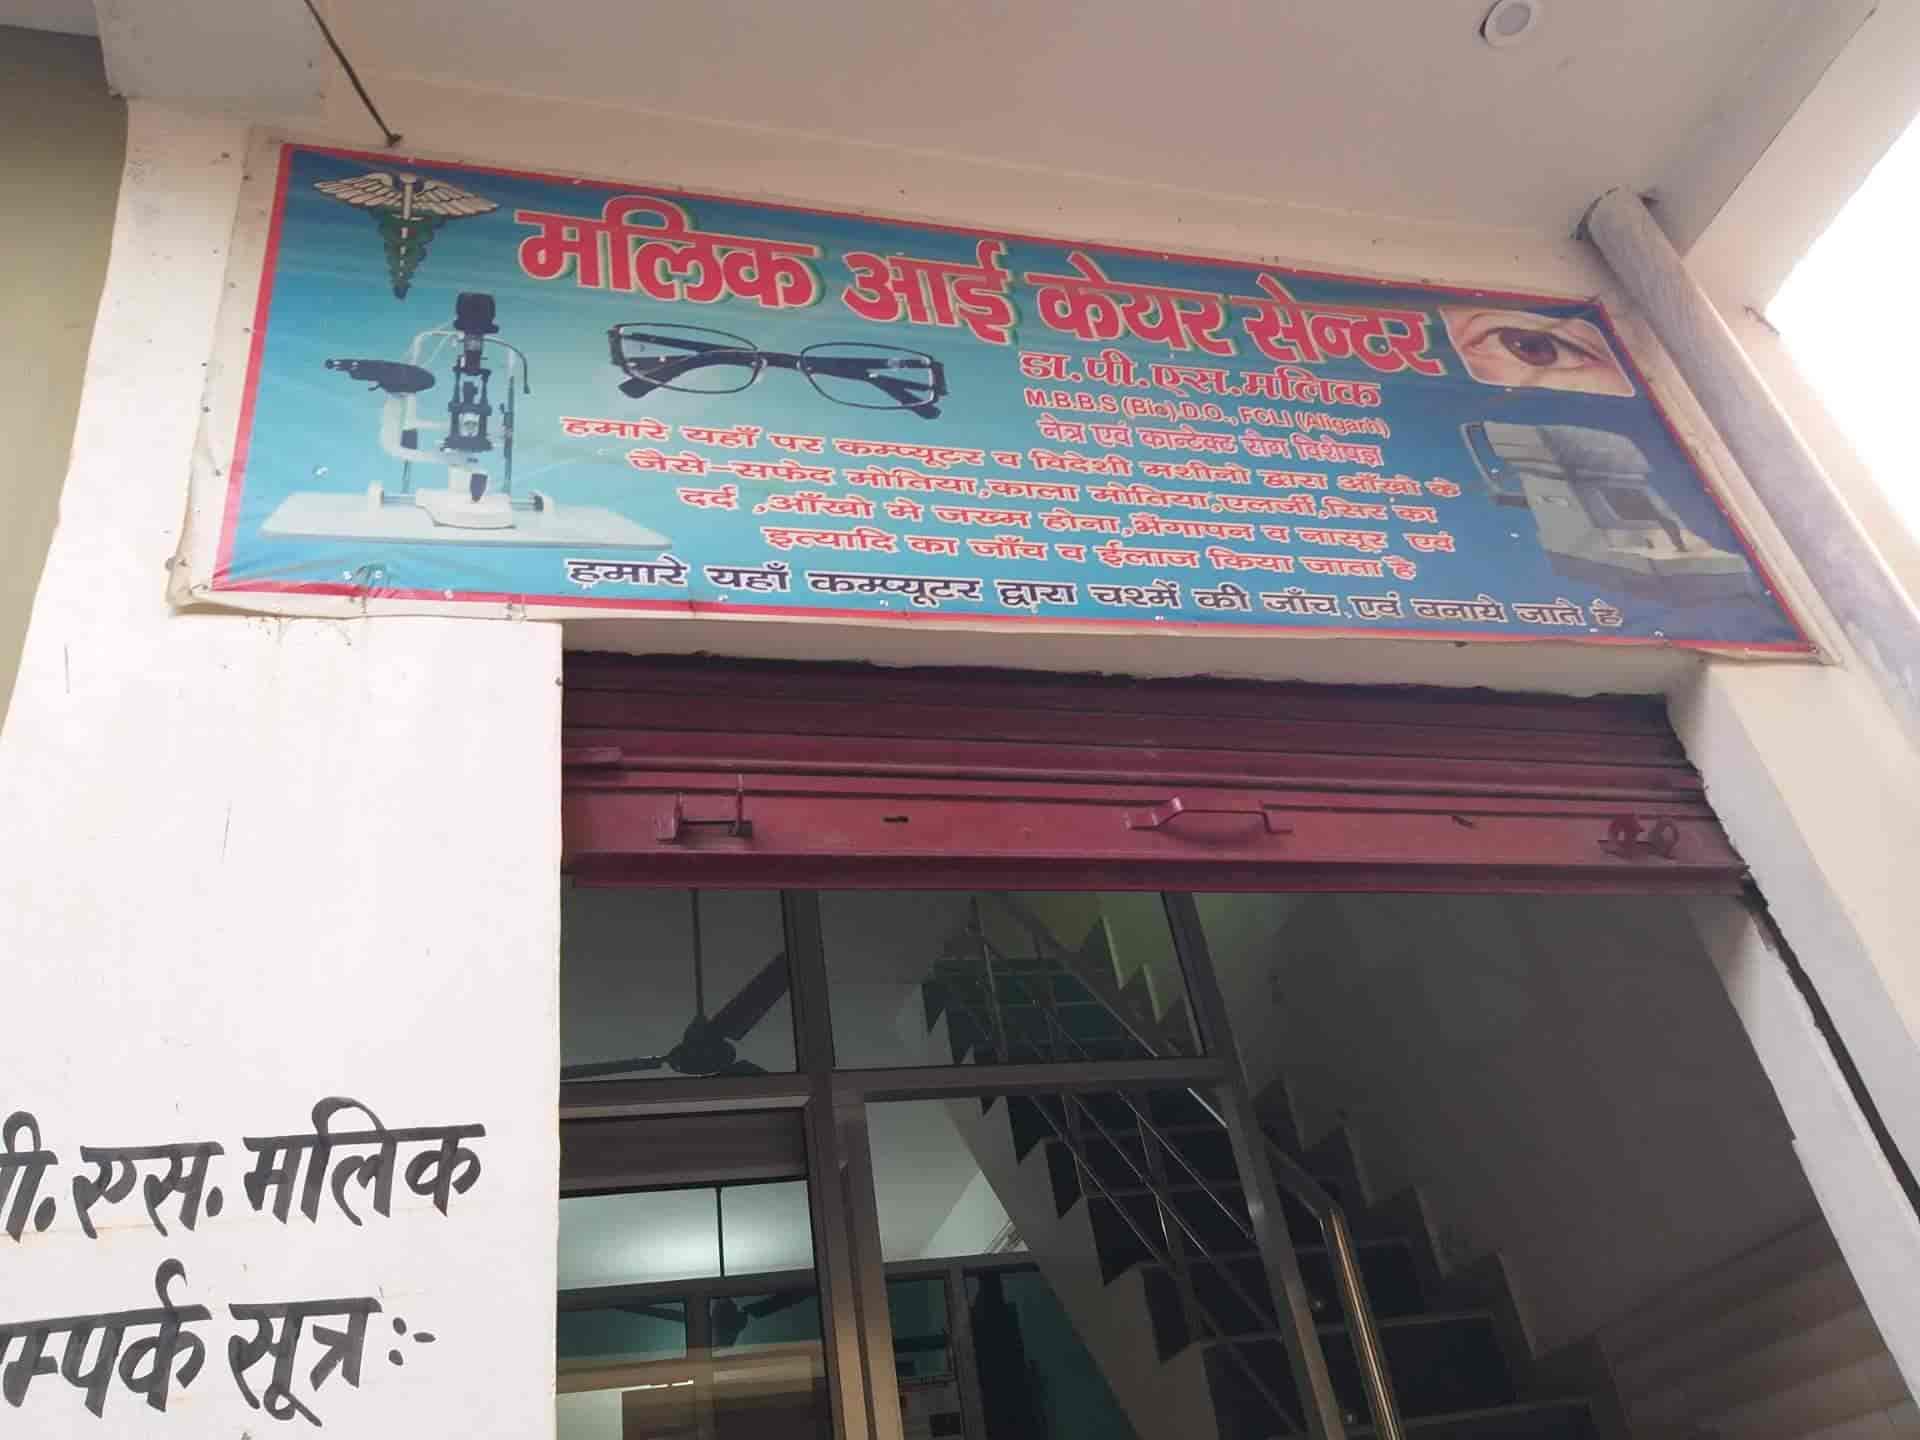 मलिक आई केयर सेन्टर
डा.पी.एस.मलिक
M.B.B.S (Bio) D.O., FCLI (Aligarh)
नेत्र एवं कान्टेक्ट रोग विशेषज्ञ
हमारे यहाँ पर कम्प्यूटर व विदेशी मशीनो द्वारा आँखो के
जैसे-सफेद मोतिया,काला मोतिया,एलर्जी,सिर का
दर्द ,आँखो मे जख्म होना,भैंगापन व नासूर एवं
इत्यादि का जाँच व ईलाज किया जाता है
हमारे यहाँ कम्प्यूटर द्वारा चश्में की जाँच एवं बनाये जाते है
पी.एस.मलिक
म्पर्क सूत्र:-